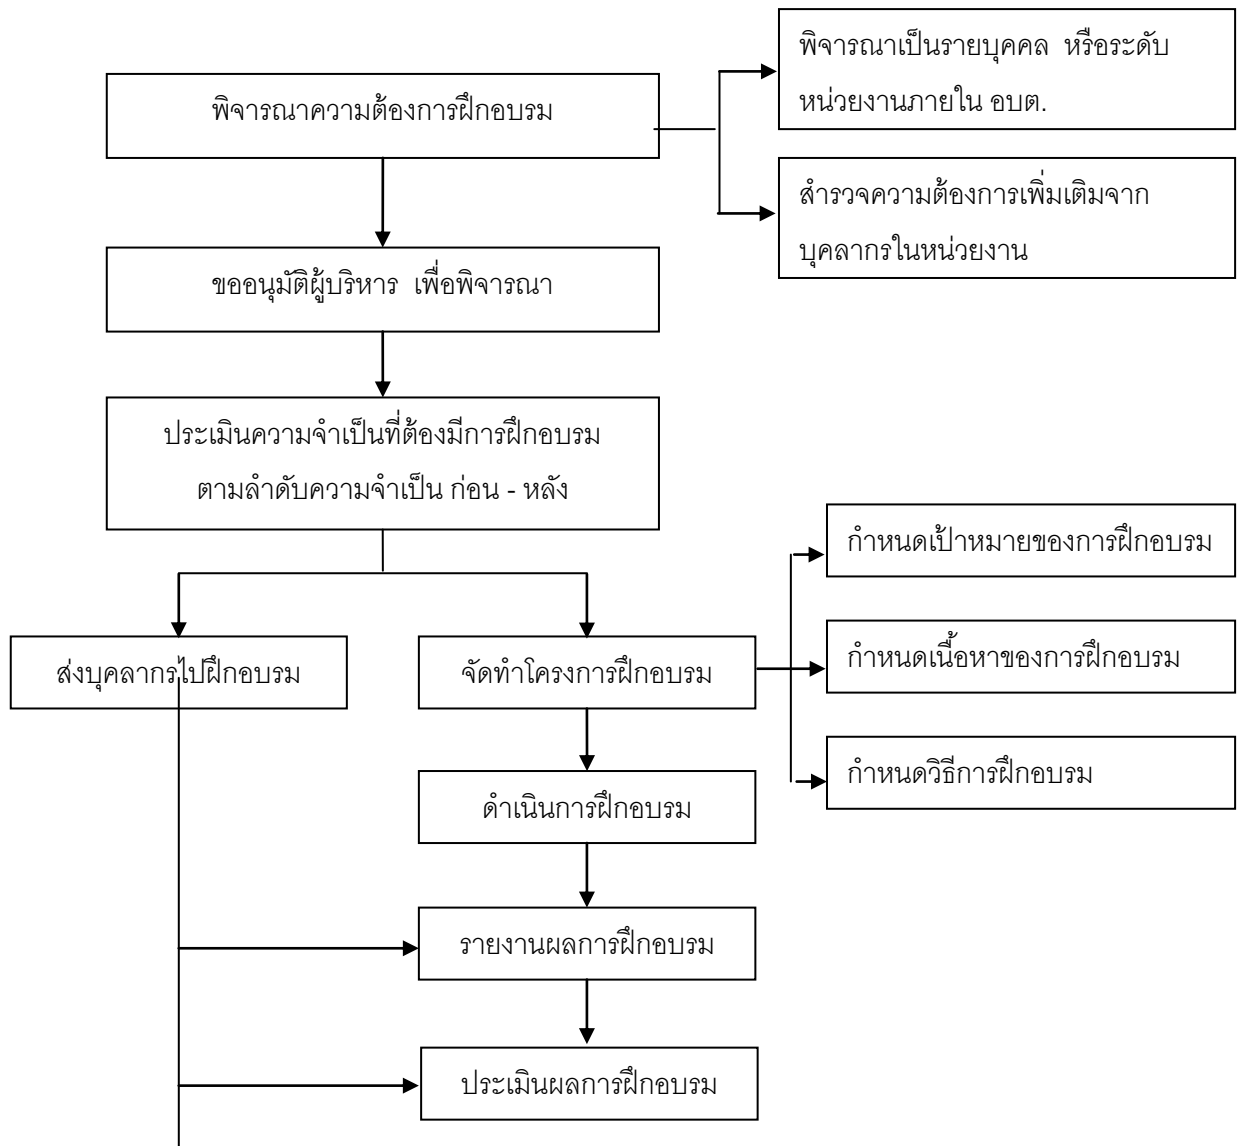 พิจารณาความต้องการฝึกอบรม
พิจารณาเป็นรายบุคคล หรือระดับ
หน่วยงานภายใน อบต.
สำรวจความต้องการเพิ่มเติมจาก
บุคลากรในหน่วยงาน
ขออนุมัติผู้บริหาร เพื่อพิจารณา
ประเมินความจำเป็นที่ต้องมีการฝึกอบรม
ตามลำดับความจำเป็น ก่อน - หลัง
ส่งบุคลากรไปฝึกอบรม
จัดทำโครงการฝึกอบรม
กำหนดเป้าหมายของการฝึกอบรม
กำหนดเนื้อหาของการฝึกอบรม
กำหนดวิธีการฝึกอบรม
ดำเนินการฝึกอบรม
รายงานผลการฝึกอบรม
ประเมินผลการฝึกอบรม